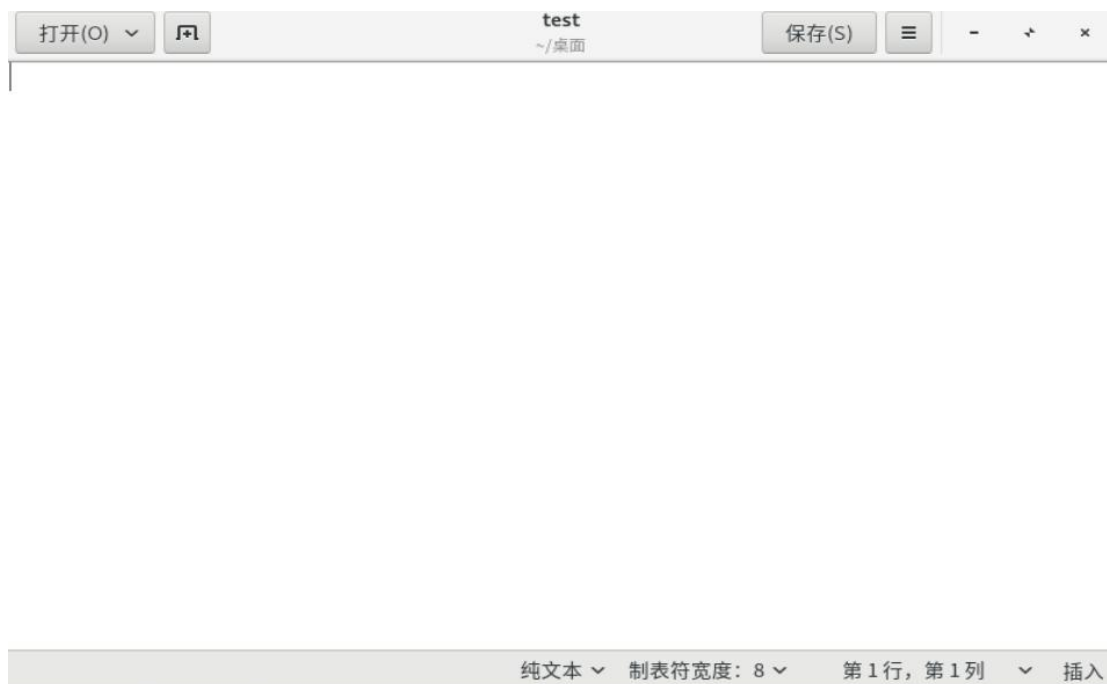 打开(O)
test
~/桌面
保存(S)
纯文本 制表符宽度：8 第 1 行，第 1 列 插入